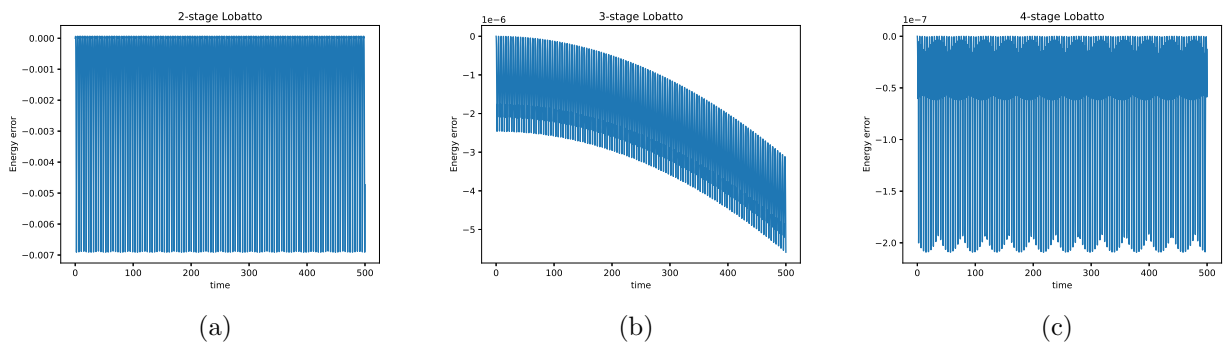 2-stage Lobatto
0.000
−0.001
−0.002
−0.003
−0.004
−0.005
−0.006
−0.007
Energy error
0 100 200 300 400 500
time
(a)
1e−6
3-stage Lobatto
0
−1
−2
−3
−4
−5
Energy error
0 100 200 300 400 500
time
(b)
1e−7
4-stage Lobatto
0.0
−0.5
−1.0
−1.5
−2.0
Energy error
0 100 200 300 400 500
time
(c)